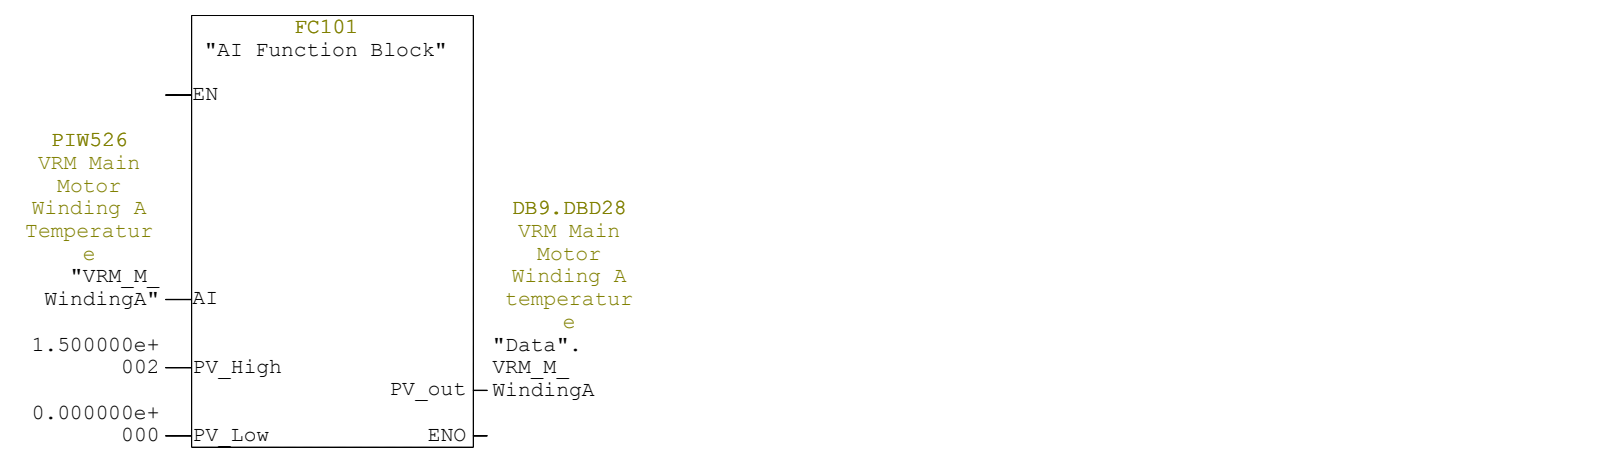 FC101
"AI Function Block"
EN
PIW526
VRM Main
Motor
Winding A
Temperatur
e
"VRM_M_
WindingA"
AI
1.500000e+
002
PV_High
0.000000e+
000
PV_Low
DB9.DBD28
VRM Main
Motor
Winding A
temperatur
e
"Data".
VRM_M_
WindingA
PV_out
ENO